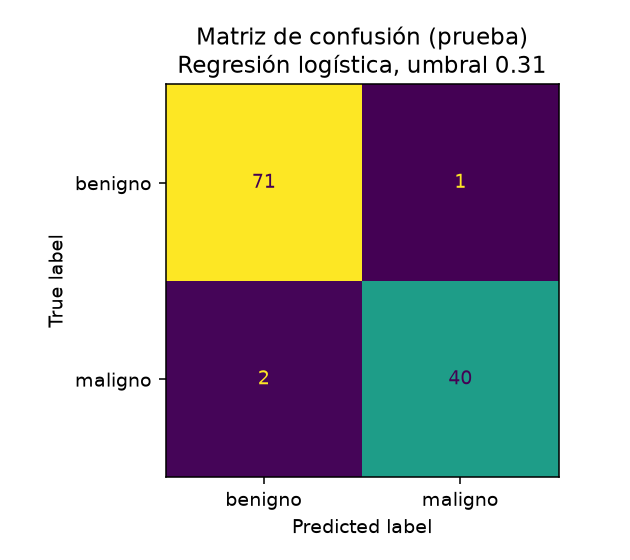 Matriz de confusión (prueba)
Regresión logística, umbral 0.31
benigno
71
1
True label
maligno
2
40
benigno
maligno
Predicted label